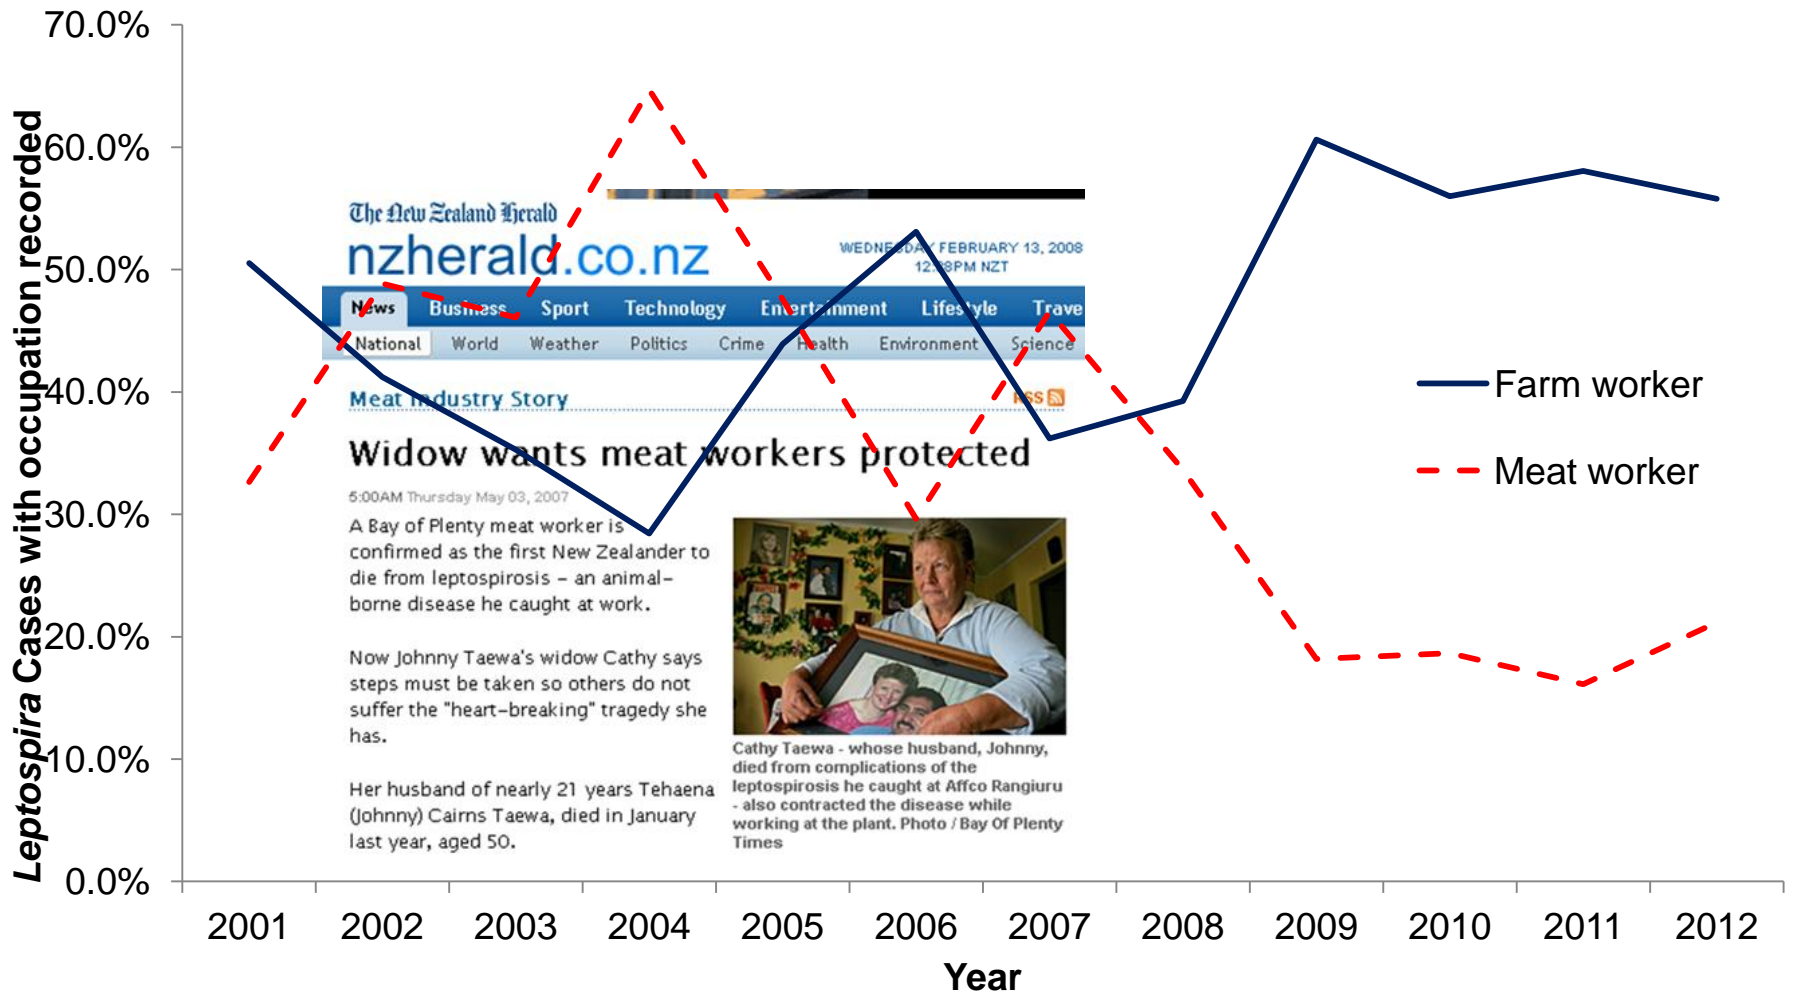 70.0%
60.0%
50.0%
40.0%
30.0%
20.0%
10.0%
0.0%
Leptospira Cases with occupation recorded
The New Zealand Herald
nzherald.co.nz
WEDNESDAY FEBRUARY 13, 2008
12:38PM NZT
News Business Sport Technology Entertainment Lifestyle Trave
National World Weather Politics Crime Health Environment Science
Meat Industry Story
RSS
Widow wants meat workers protected
5:00AM Thursday May 03, 2007
A Bay of Plenty meat worker is
confirmed as the first New Zealander to
die from leptospirosis – an animal-
borne disease he caught at work.
Now Johnny Taewa's widow Cathy says
steps must be taken so others do not
suffer the "heart-breaking" tragedy she
has.
Her husband of nearly 21 years Tehaena
(Johnny) Cairns Taewa, died in January
last year, aged 50.
Cathy Taewa - whose husband, Johnny,
died from complications of the
leptospirosis he caught at Affco Rangiuru
- also contracted the disease while
working at the plant. Photo / Bay Of Plenty
Times
Farm worker
Meat worker
2001 2002 2003 2004 2005 2006 2007 2008 2009 2010 2011 2012
Year